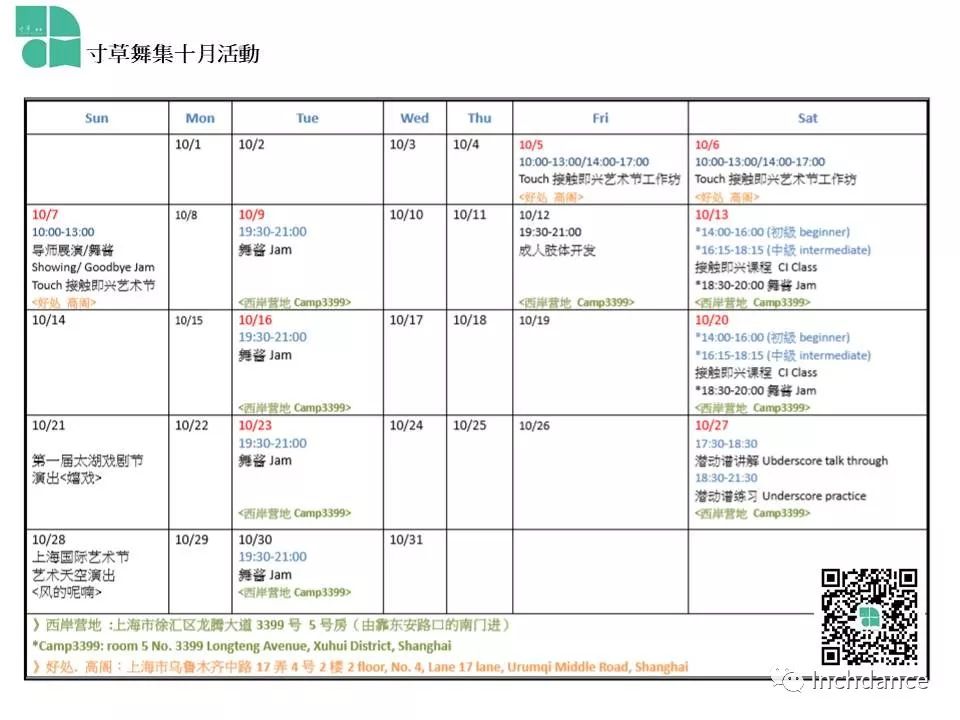 寸草
寸草舞集十月活動
Sun Mon Tue Wed Thu Fri Sat
10/1
10/2
10/3
10/4
10/5
10:00-13:00/14:00-17:00
Touch 接触即兴艺术节工作坊
<好处 高阁>
10/6
10:00-13:00/14:00-17:00
Touch 接触即兴艺术节工作坊
<好处 高阁>
10/7
10:00-13:00
导师展演/舞酱
Showing/ Goodbye Jam
Touch 接触即兴艺术节
<好处 高阁>
10/8
10/9
19:30-21:00
舞酱 Jam
<西岸营地 Camp3399>
10/10
10/11
10/12
19:30-21:00
成人肢体开发
<西岸营地 Camp3399>
10/13
*14:00-16:00 (初級 beginner)
*16:15-18:15 (中級 intermediate)
接触即兴课程 CI Class
*18:30-20:00 舞酱 Jam
<西岸营地 Camp3399>
10/14
10/15
10/16
19:30-21:00
舞酱 Jam
<西岸营地 Camp3399>
10/17
10/18
10/19
10/20
*14:00-16:00 (初級 beginner)
*16:15-18:15 (中級 intermediate)
接触即兴课程 CI Class
*18:30-20:00 舞酱 Jam
<西岸营地 Camp3399>
10/21
第一届太湖戏剧节
演出<嬉戏>
10/22
10/23
19:30-21:00
舞酱 Jam
<西岸营地 Camp3399>
10/24
10/25
10/26
10/27
17:30-18:30
潜动谱讲解 Ubderscore talk through
18:30-21:30
潜动谱练习 Underscore practice
<西岸营地 Camp3399>
10/28
上海国际艺术节
艺术天空演出
<风的呢喃>
10/29
10/30
19:30-21:00
舞酱 Jam
<西岸营地 Camp3399>
10/31
》西岸营地 :上海市徐汇区龙腾大道 3399 号 5 号房（由靠东安路口的南门进）
*Camp3399: room 5 No. 3399 Longteng Avenue, Xuhui District, Shanghai
》好处. 高阁：上海市乌鲁木齐中路 17 弄 4 号 2 楼 2 floor, No. 4, Lane 17 lane, Urumqi Middle Road, Shanghai
Inchdance